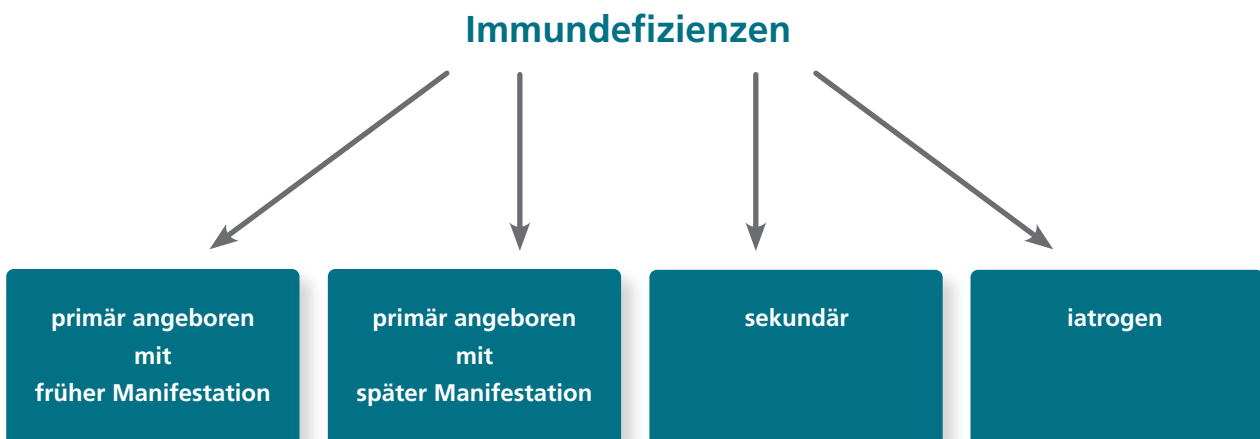 Immundefizienzen
primär angeboren
mit
früher Manifestation
primär angeboren
mit
später Manifestation
sekundär
iatrogen